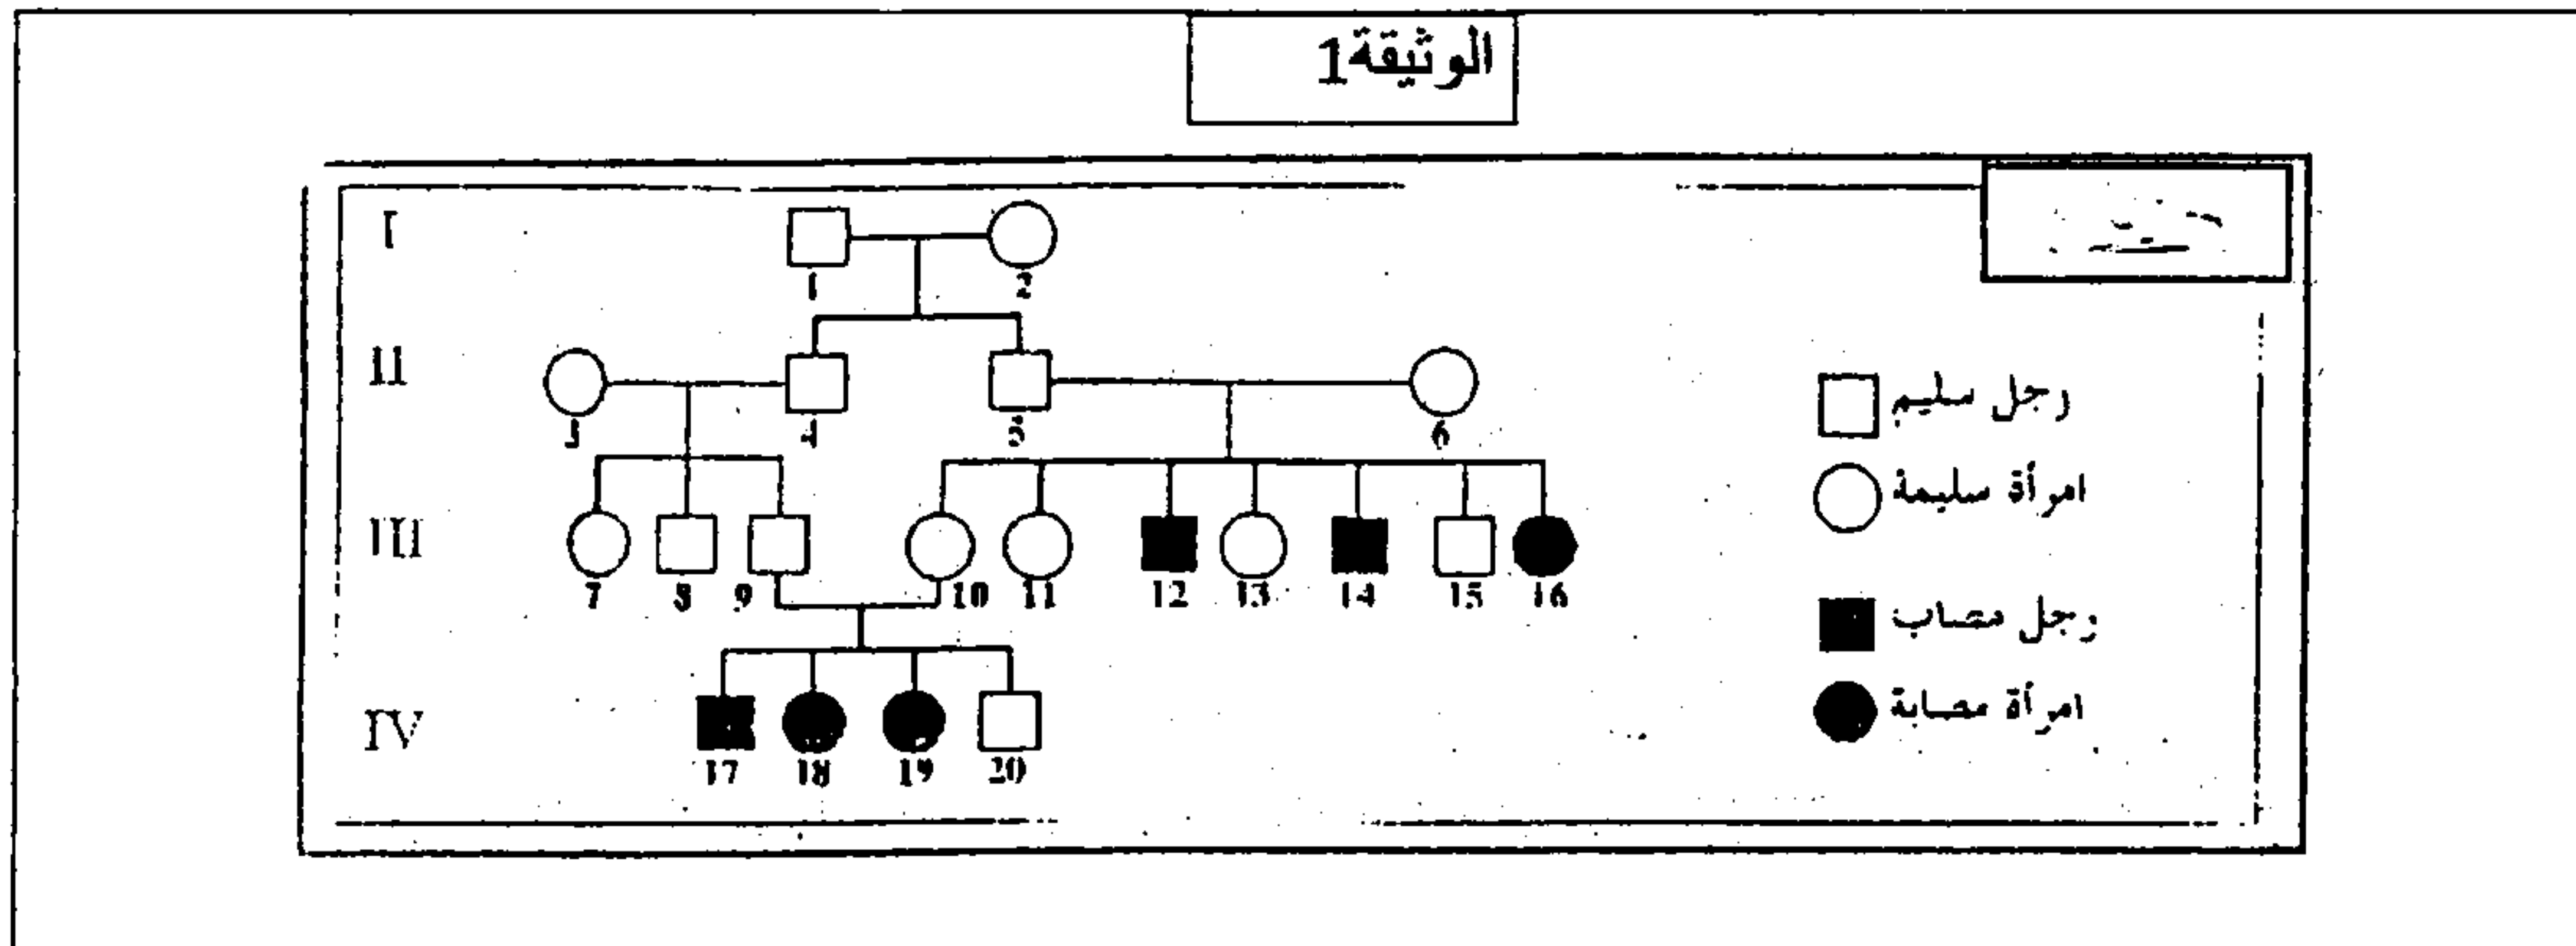 الوثيقة1
I
1 2
II
3 4 5 6
رجل سليم
امرأة سليمة
III
7 8 9 10 11 12 13 14 15 16
رجل مصاب
امرأة مصابة
IV
17 18 19 20